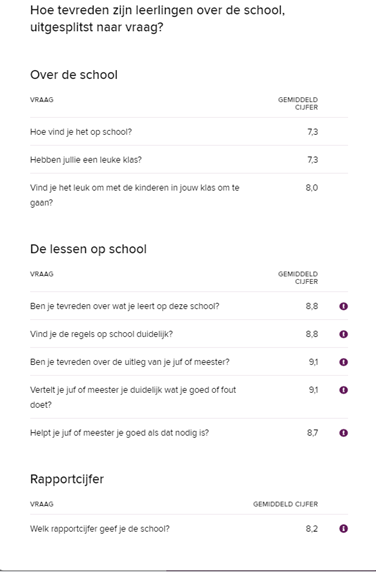 Hoe tevreden zijn leerlingen over de school,
uitgesplitst naar vraag?
Over de school
VRAAG GEMIDDELD
CIJFER
Hoe vind je het op school? 7,3
Hebben jullie een leuke klas? 7,3
Vind je het leuk om met de kinderen in jouw klas om te 8,0
gaan?
De lessen op school
VRAAG GEMIDDELD
CIJFER
Ben je tevreden over wat je leert op deze school? 8,8
Vind je de regels op school duidelijk? 8,8
Ben je tevreden over de uitleg van je juf of meester? 9,1
Vertelt je juf of meester je duidelijk wat je goed of fout 9,1
doet?
Helpt je juf of meester je goed als dat nodig is? 8,7
Rapportcijfer
VRAAG GEMIDDELD CIJFER
Welk rapportcijfer geef je de school? 8,2